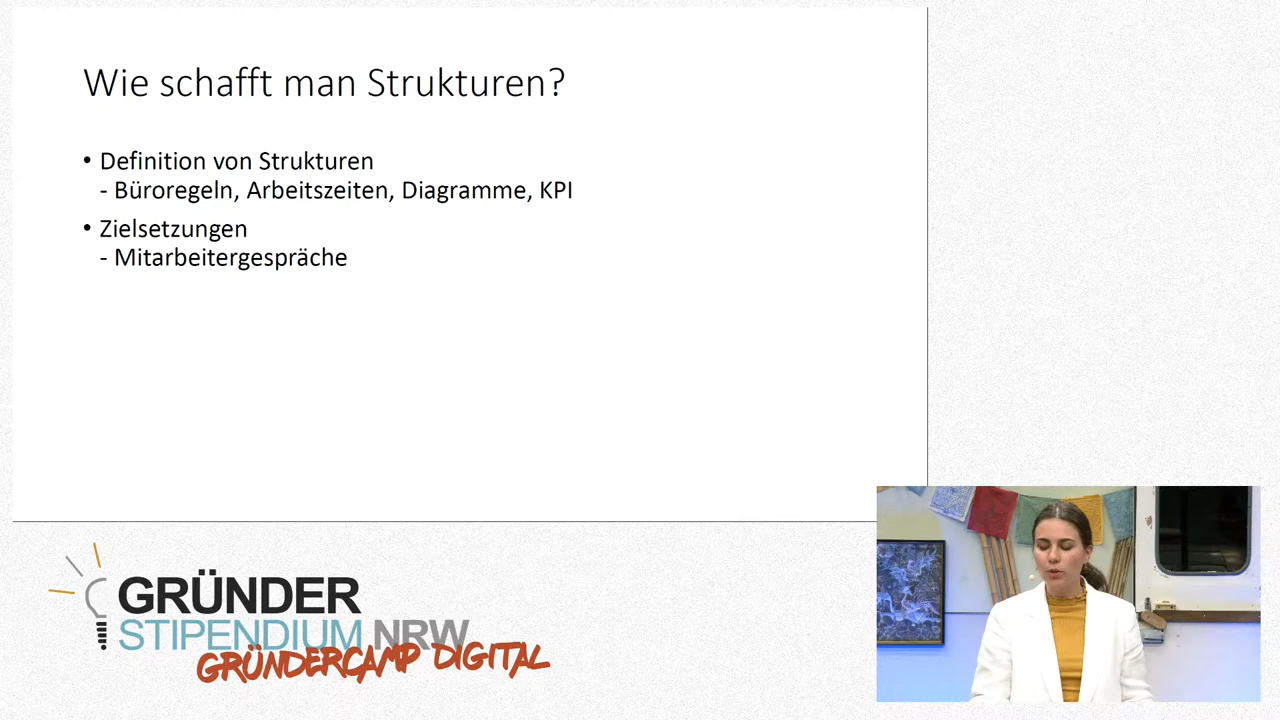 Wie schafft man Strukturen?
• Definition von Strukturen
- Büroregeln, Arbeitszeiten, Diagramme, KPI
• Zielsetzungen
- Mitarbeitergespräche
GRÜNDER
STIPENDIUM NRW
GRÜNDERCAMP DIGITAL